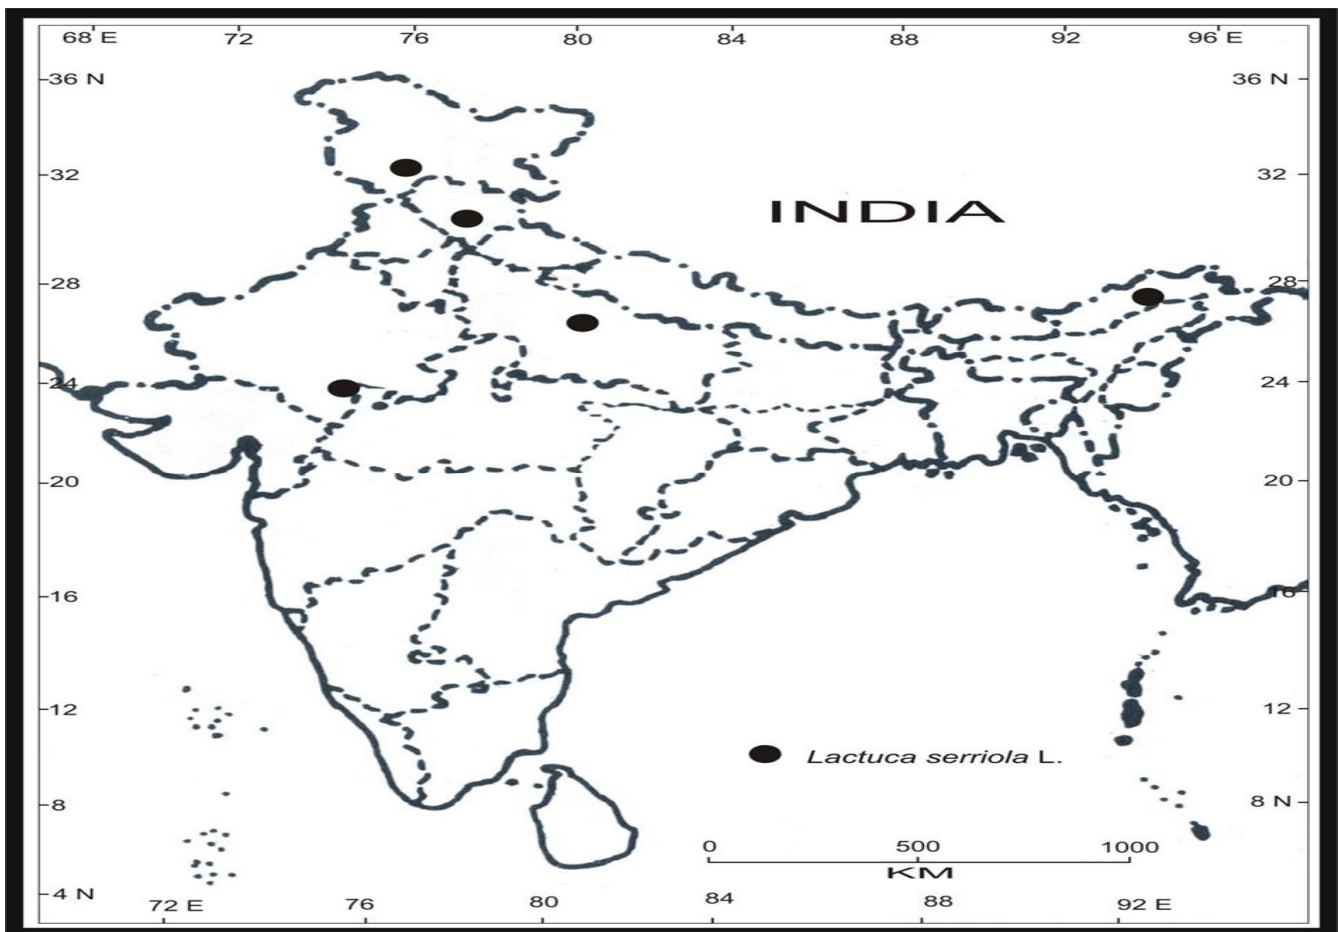 68° E 72 76 80 84 88 92 96 E
36 N 36 N
32 32
INDIA
28 28
24 24
20 20
16 16
12 12
Lactuca serriola L.
8 8 N
0 500 1000
KM
4 N
72 E 76 80 84 88 92 E